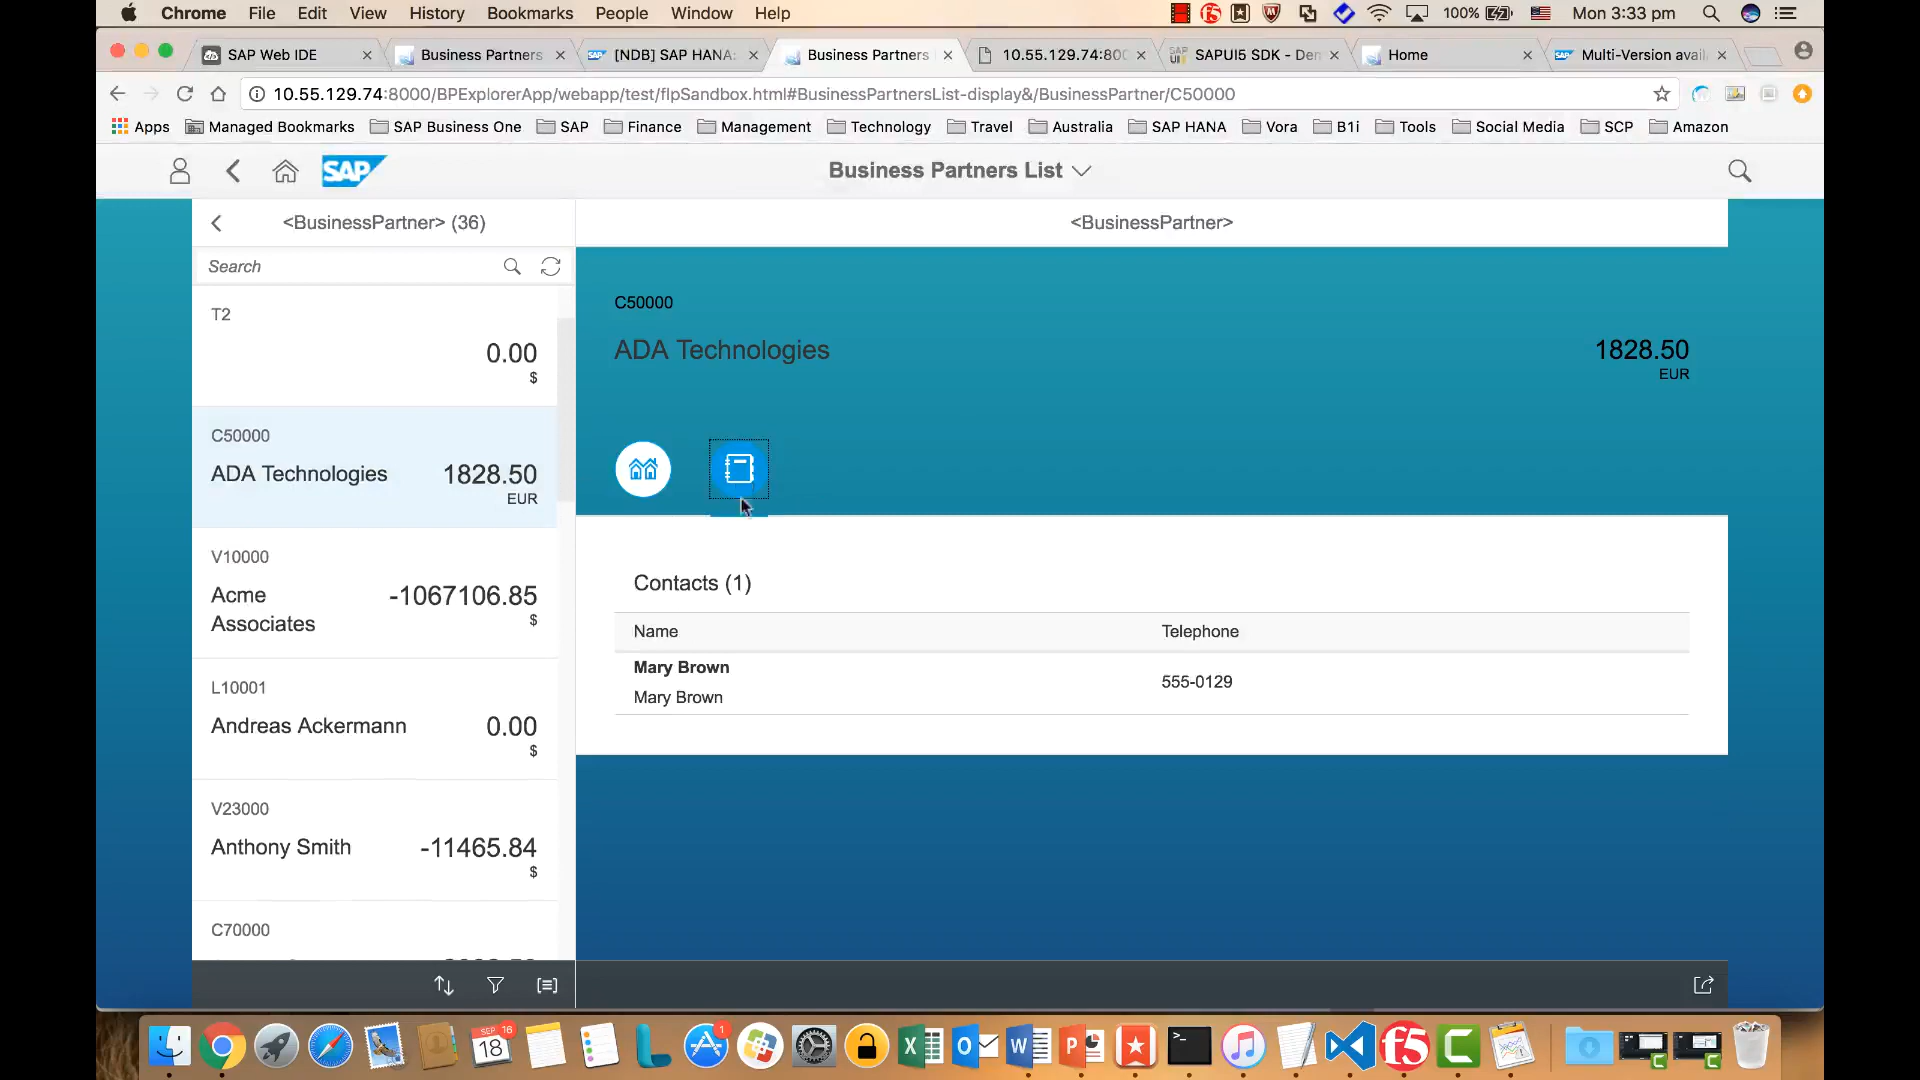 Chrome File Edit View History Bookmarks People Window Help 100% Mon 3:33 pm
SAP Web IDE Business Partners [NDB] SAP HANA: Business Partners 10.55.129.74:800 SAPUI5 SDK - Den Home Multi-Version avai
10.55.129.74:8000/BPExplorerApp/webapp/test/flpSandbox.html#BusinessPartnersList-display&/BusinessPartner/C50000
Apps Managed Bookmarks SAP Business One SAP Finance Management Technology Travel Australia SAP HANA Vora B1i Tools Social Media SCP Amazon
SAP Business Partners List
<BusinessPartner> (36)
<BusinessPartner>
Search
T2
0.00
$
C50000
ADA Technologies 1828.50
EUR
V10000
Acme Associates -1067106.85
$
L10001
Andreas Ackermann 0.00
$
V23000
Anthony Smith -11465.84
$
C70000
C50000
ADA Technologies 1828.50
EUR
Contacts (1)
Name Telephone
Mary Brown
Mary Brown
555-0129
SEP 16
18
1